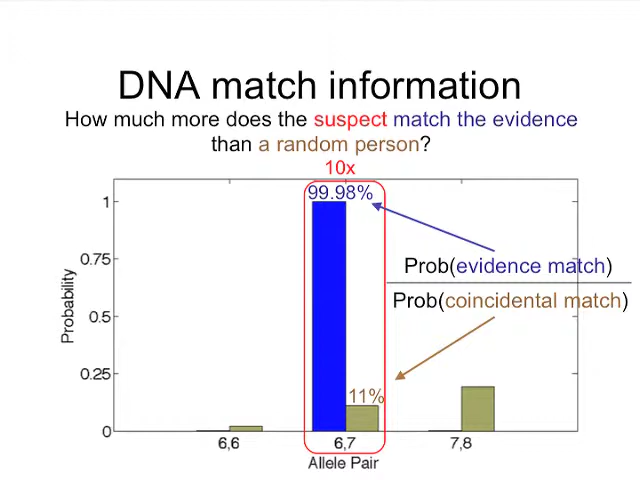 DNA match information
How much more does the suspect match the evidence
than a random person?
10x
99.98%
1
0.75
Prob(evidence match)
Prob(coincidental match)
Probability
0.5
0.25
11%
0
6,6
6,7
7,8
Allele Pair